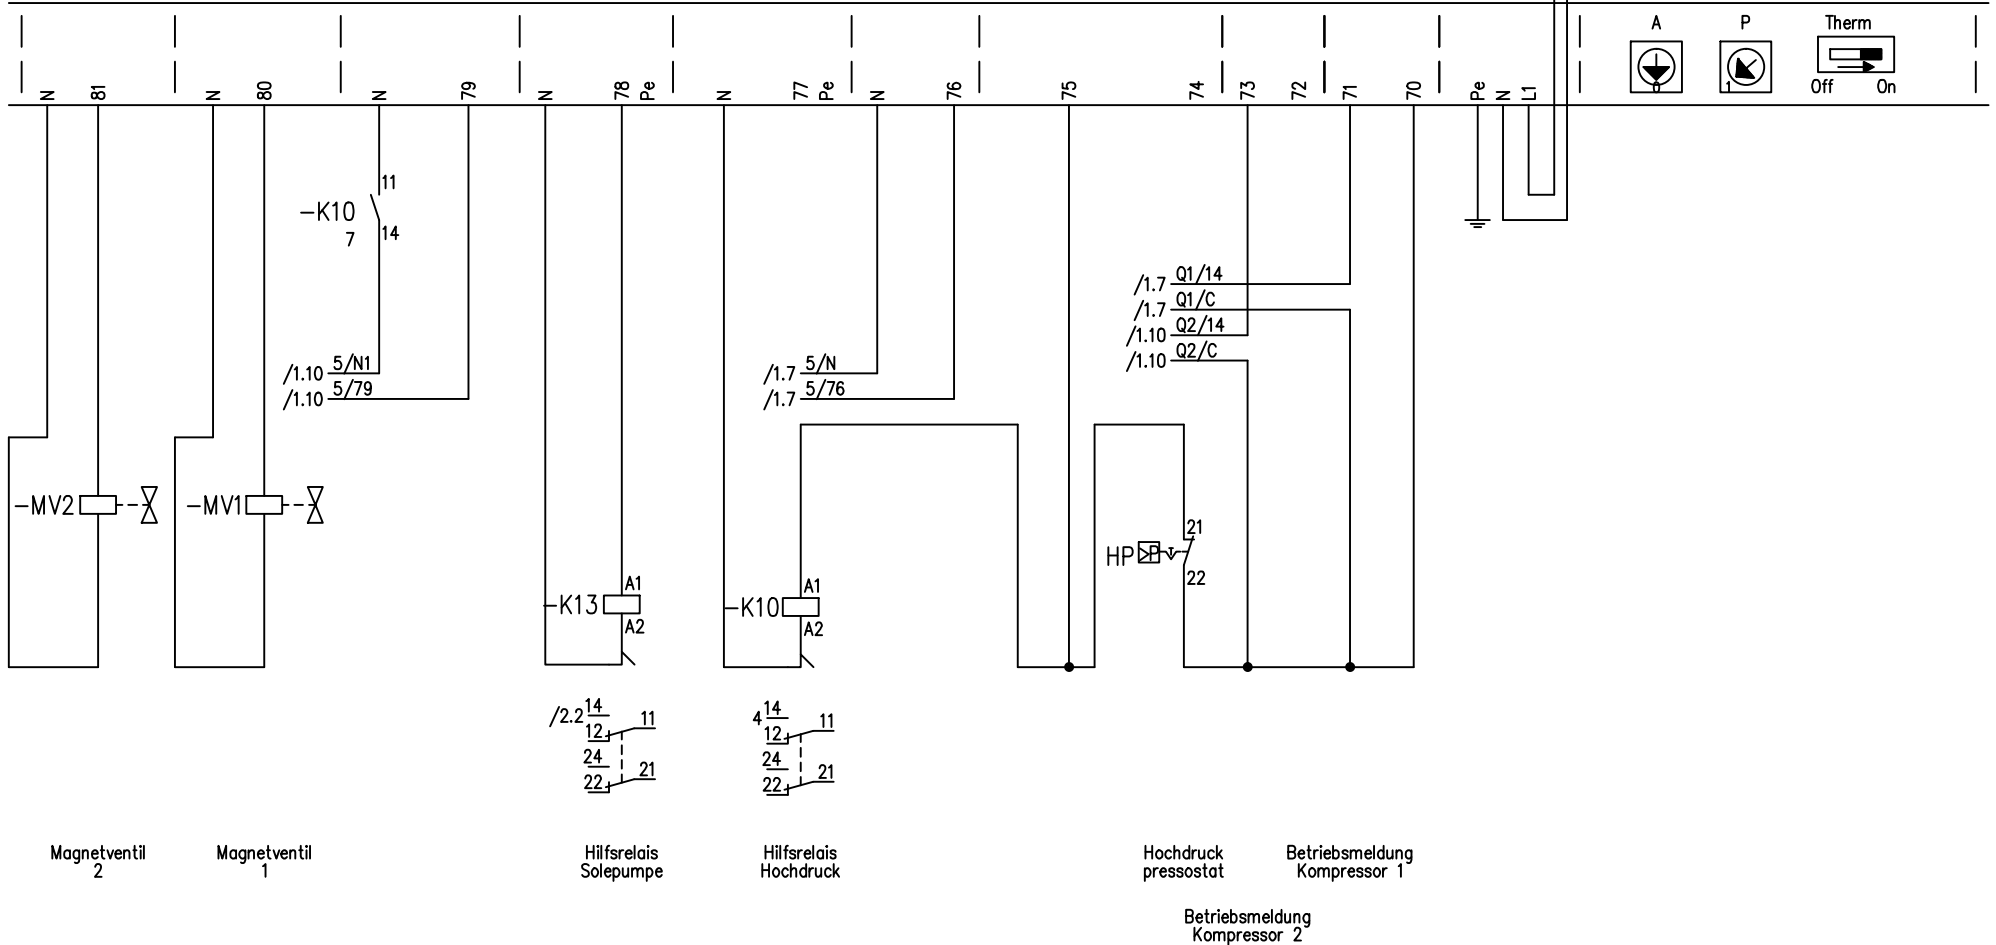 A
P
Therm
0
1
Off
On
N
81
N
80
N
79
N
78
Pe
N
77
Pe
N
76
75
74
73
72
71
70
Pe
N
L1
11
-K10
7
14
/1.7 Q1/14
/1.7 Q1/C
/1.10 Q2/14
/1.10 Q2/C
/1.10 5/N1
/1.10 5/79
/1.7 5/N
/1.7 5/76
-MV2
-MV1
21
HP >P
22
A1
-K13
A2
A1
-K10
A2
/2.2 14
11
12
24
21
22
4 14
11
12
24
21
22
Magnetventil
2
Magnetventil
1
Hilfsrelais
Solepumpe
Hilfsrelais
Hochdruck
Hochdruck
pressostat
Betriebsmeldung
Kompressor 1
Betriebsmeldung
Kompressor 2